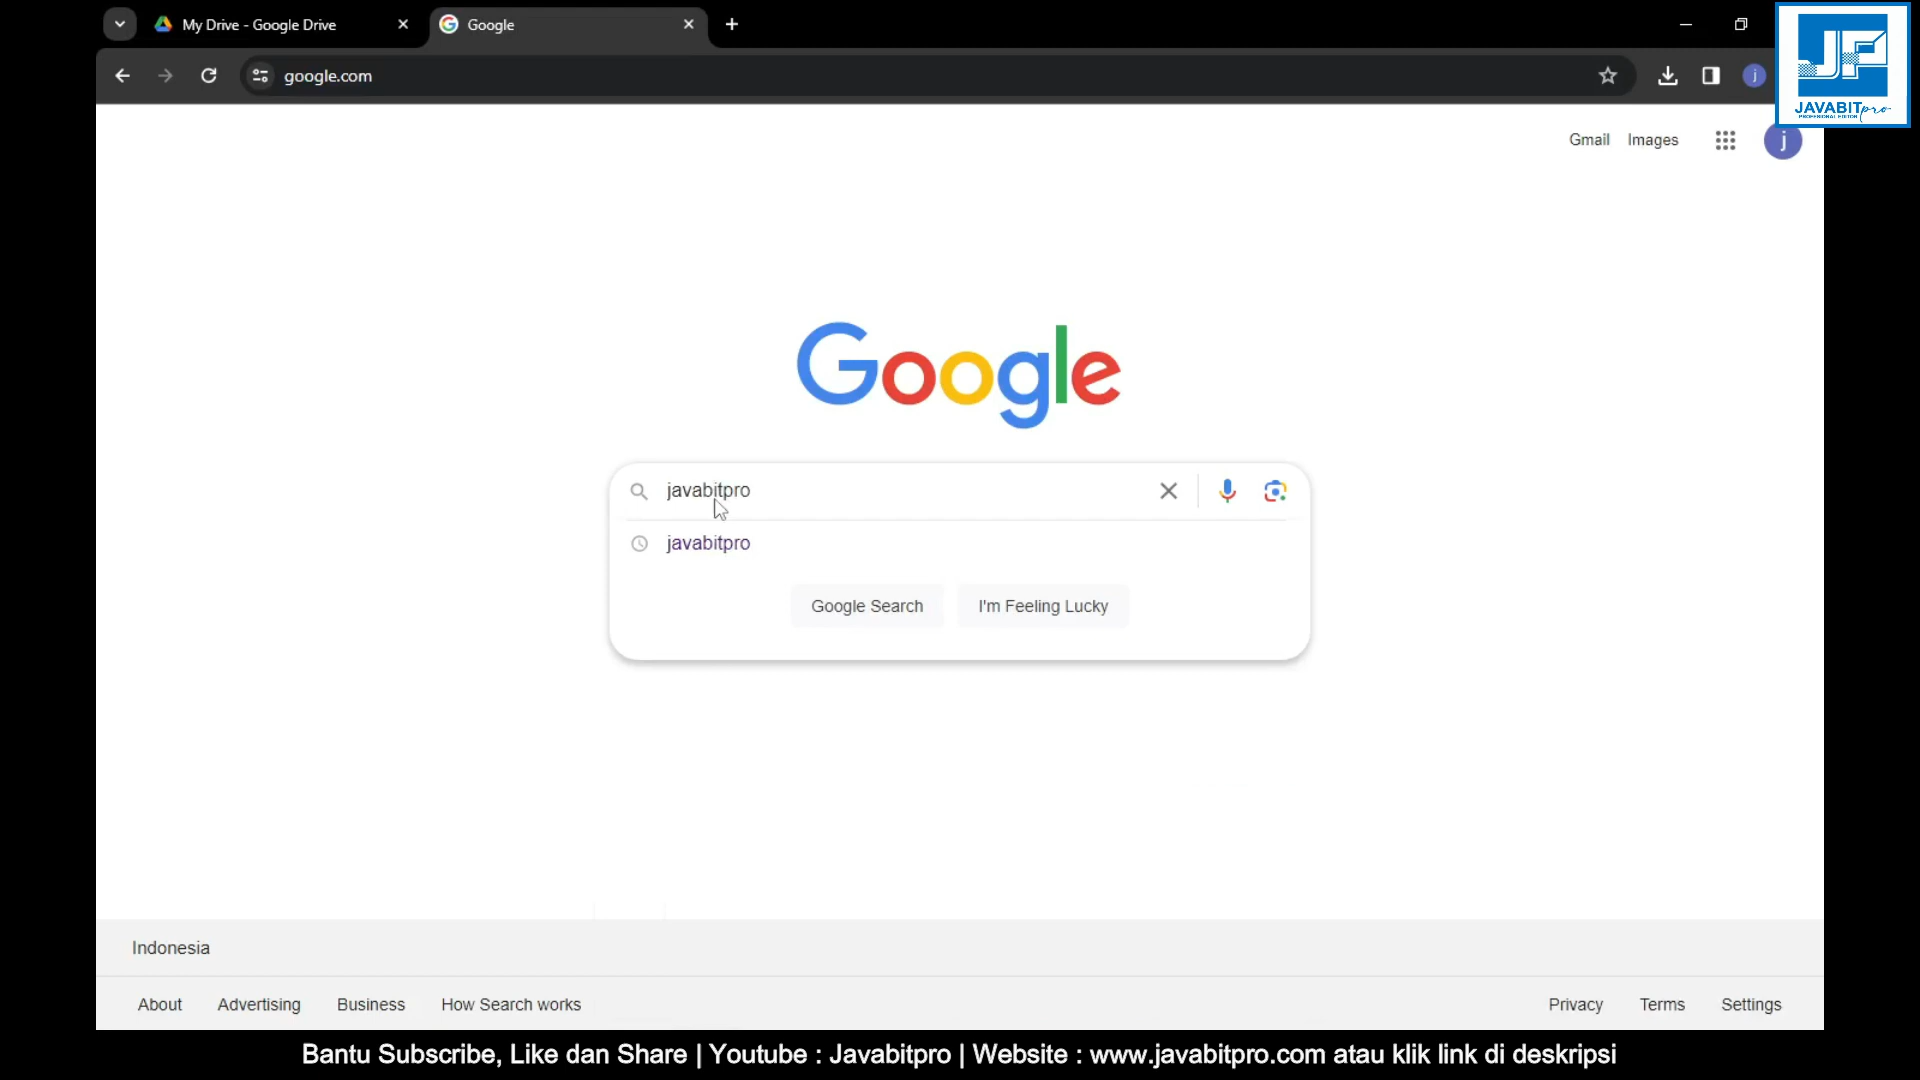 My Drive - Google Drive
Google
google.com
j
JAVABITpro
PROFESSIONAL EDITOR
Gmail Images
j
Google
javabitpro
javabitpro
Google Search I'm Feeling Lucky
Indonesia
About Advertising Business How Search works Privacy Terms Settings
Bantu Subscribe, Like dan Share | Youtube : Javabitpro | Website : www.javabitpro.com atau klik link di deskripsi